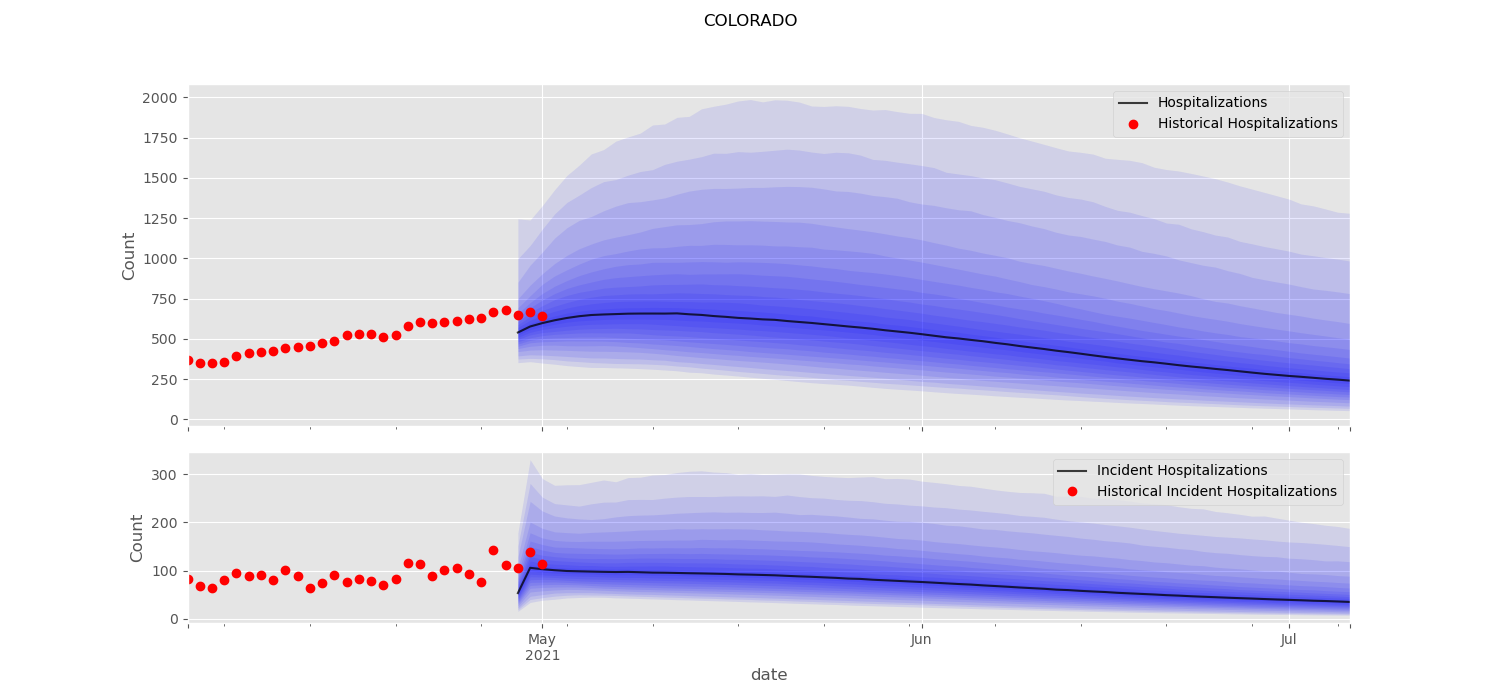 COLORADO
2000
1750
1500
1250
1000
750
500
250
0
Count
Hospitalizations
Historical Hospitalizations
300
200
100
0
Count
Incident Hospitalizations
Historical Incident Hospitalizations
May
2021
Jun
Jul
date